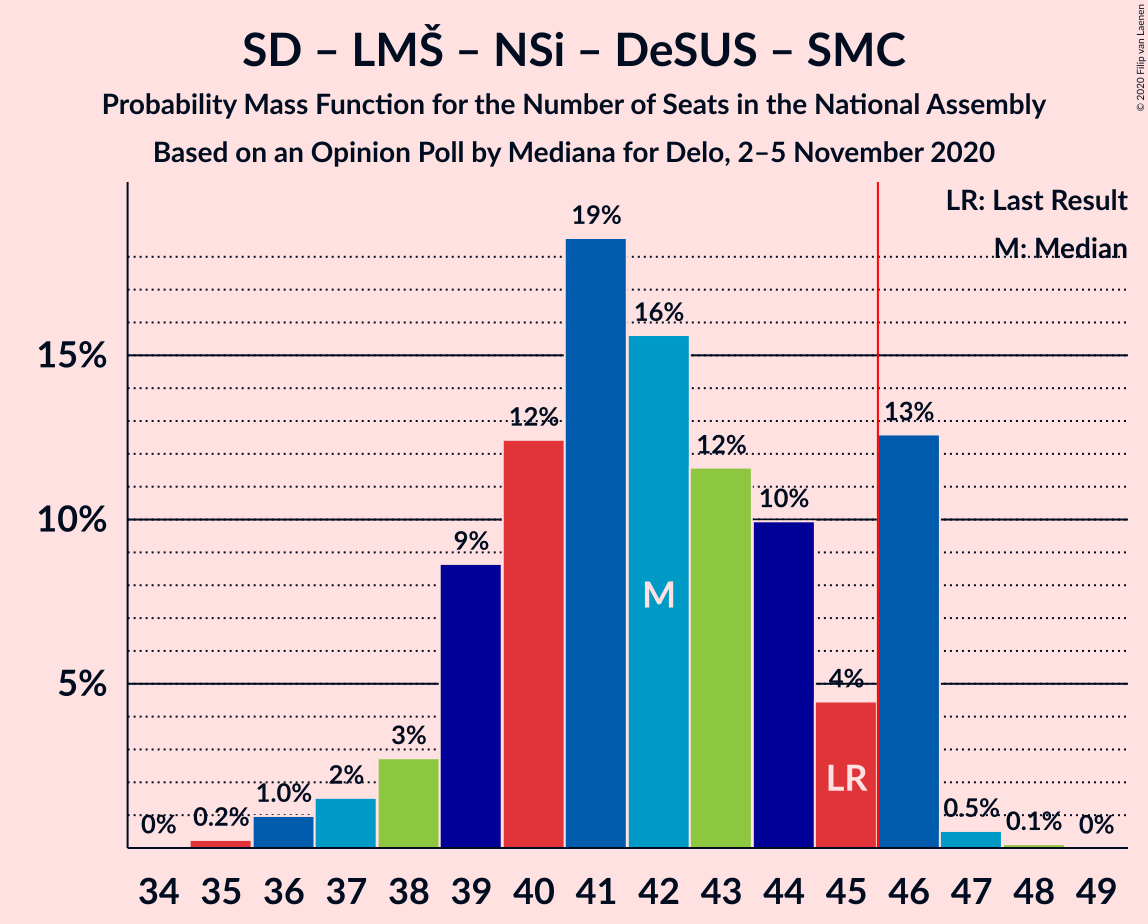 SD – LMŠ – NSi – DeSUS – SMC
Probability Mass Function for the Number of Seats in the National Assembly
Based on an Opinion Poll by Mediana for Delo, 2–5 November 2020
© 2020 Filip van Laenen
LR: Last Result
M: Median
15%
10%
5%
0%
0.2%
1.0%
2%
3%
9%
12%
19%
16%
12%
10%
4%
13%
0.5%
0.1%
0%
M
LR
34 35 36 37 38 39 40 41 42 43 44 45 46 47 48 49